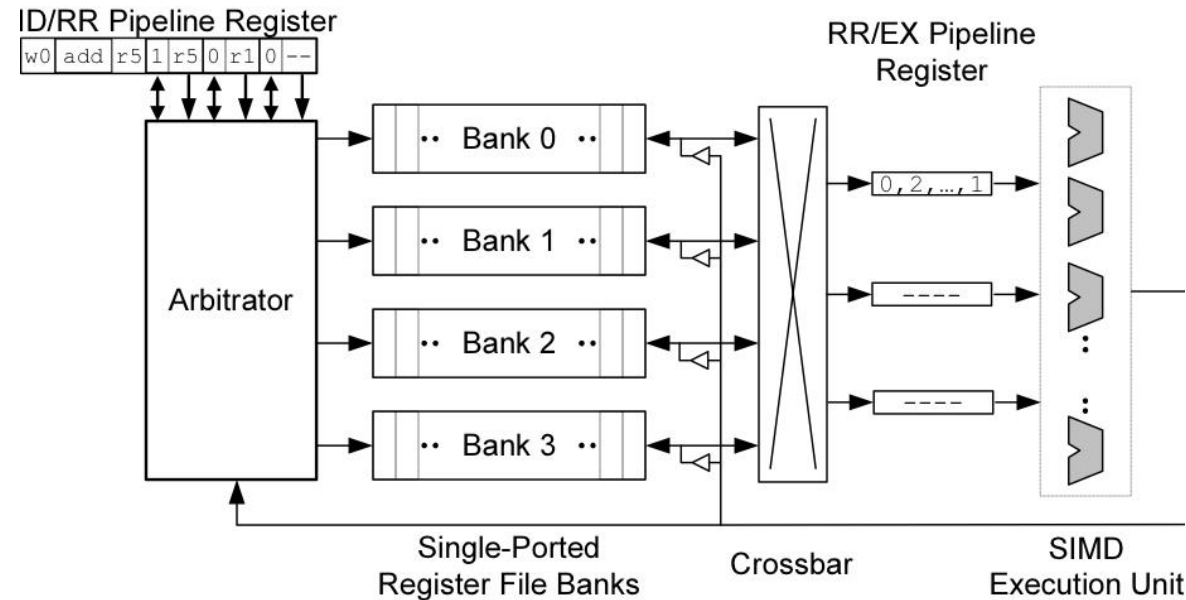 ID/RR Pipeline Register
w0 add r5 1 r5 0 r1 0 --
RR/EX Pipeline
Register
Arbitrator
.. Bank 0 ..
.. Bank 1 ..
.. Bank 2 ..
.. Bank 3 ..
0,2,…,1
----
----
Single-Ported
Register File Banks
Crossbar
SIMD
Execution Unit